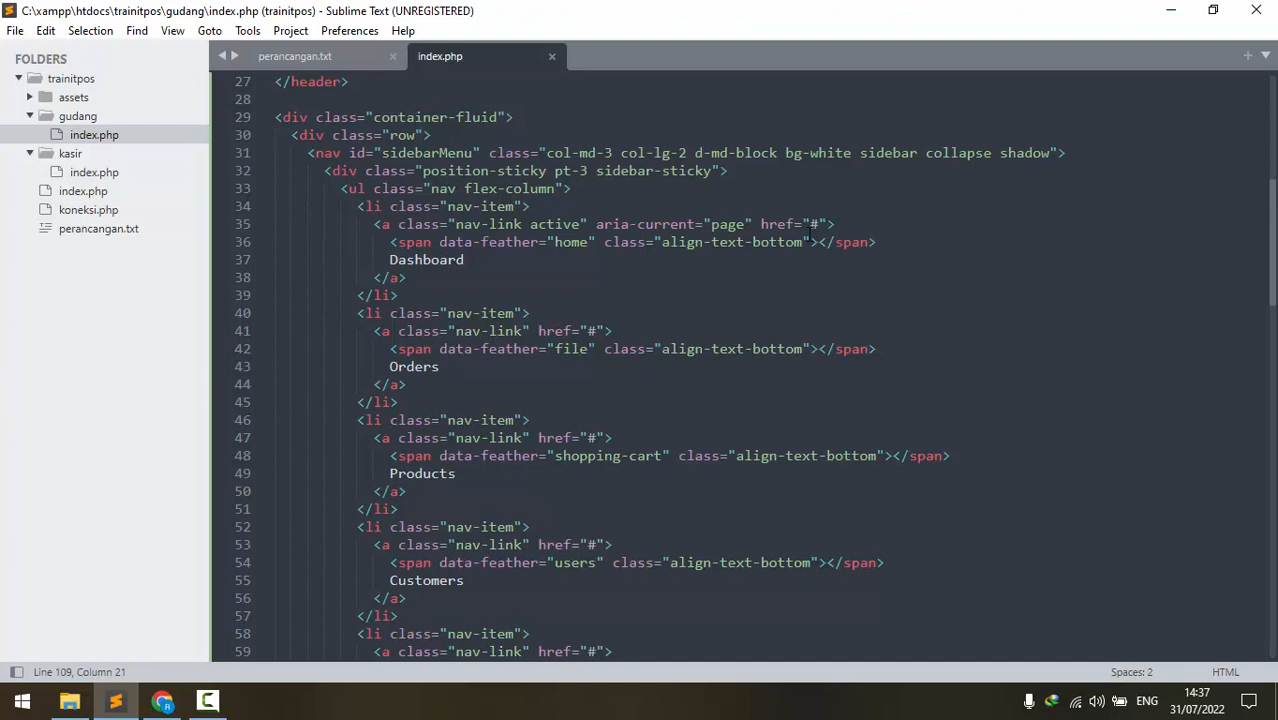 C:\xampp\htdocs\trainitpos\gudang\index.php (trainitpos) - Sublime Text (UNREGISTERED)
File Edit Selection Find View Goto Tools Project Preferences Help
FOLDERS
trainitpos
assets
gudang
index.php
kasir
index.php
index.php
koneksi.php
perancangan.txt
perancangan.txt
index.php
27 </header>
28
29 <div class="container-fluid">
30 <div class="row">
31 <nav id="sidebarMenu" class="col-md-3 col-lg-2 d-md-block bg-white sidebar collapse shadow">
32 <div class="position-sticky pt-3 sidebar-sticky">
33 <ul class="nav flex-column">
34 <li class="nav-item">
35 <a class="nav-link active" aria-current="page" href="#">
36 <span data-feather="home" class="align-text-bottom"></span>
37 Dashboard
38 </a>
39 </li>
40 <li class="nav-item">
41 <a class="nav-link" href="#">
42 <span data-feather="file" class="align-text-bottom"></span>
43 Orders
44 </a>
45 </li>
46 <li class="nav-item">
47 <a class="nav-link" href="#">
48 <span data-feather="shopping-cart" class="align-text-bottom"></span>
49 Products
50 </a>
51 </li>
52 <li class="nav-item">
53 <a class="nav-link" href="#">
54 <span data-feather="users" class="align-text-bottom"></span>
55 Customers
56 </a>
57 </li>
58 <li class="nav-item">
59 <a class="nav-link" href="#">
Line 109, Column 21
Spaces: 2
HTML
ENG
14:37
31/07/2022